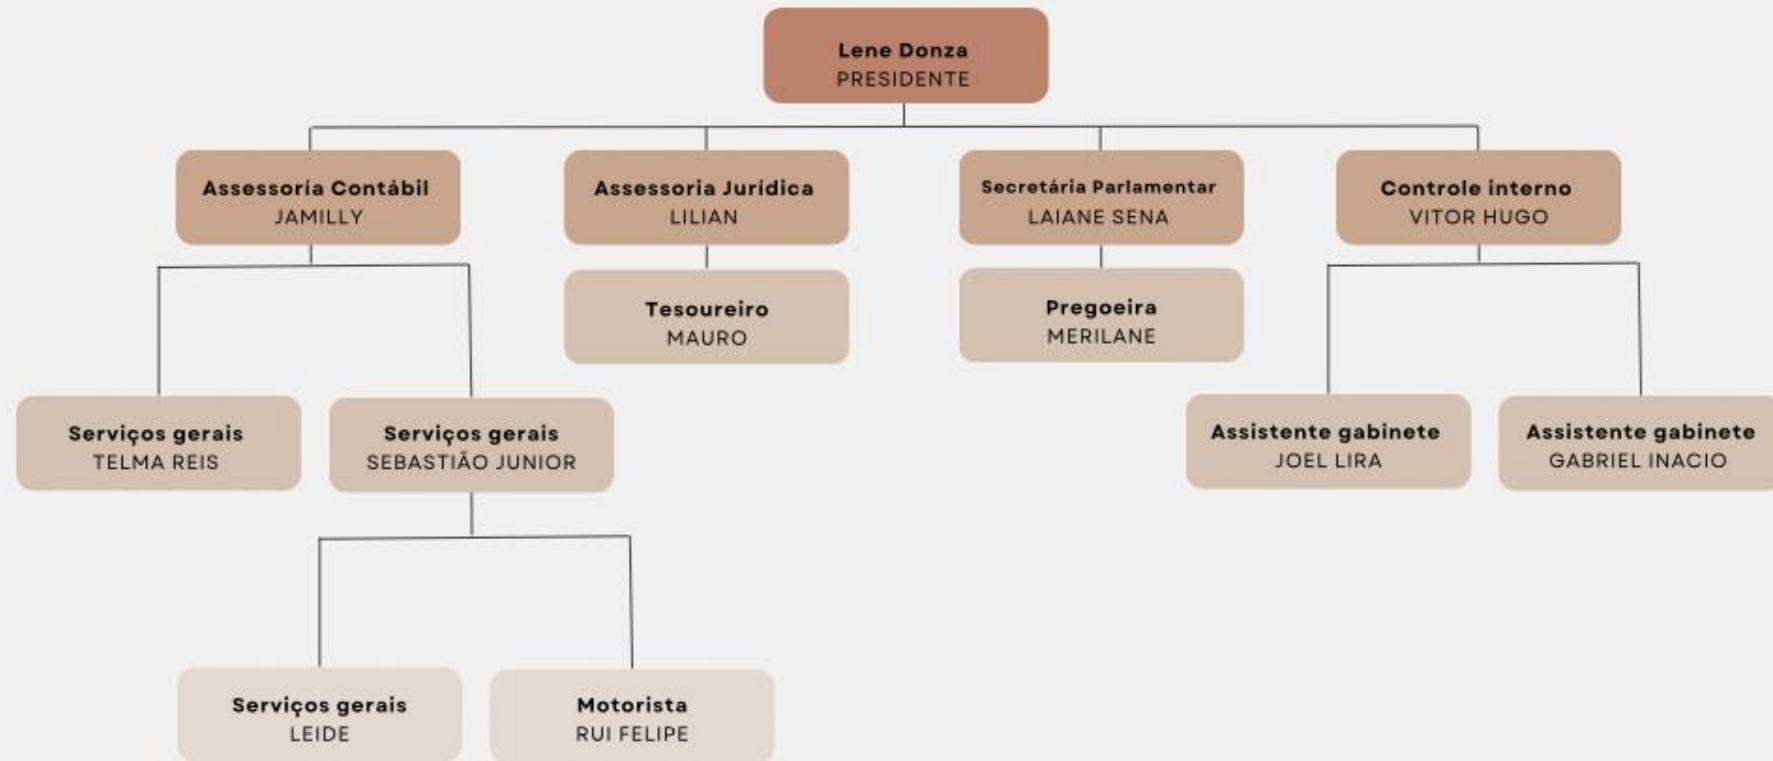 Lene Donza
PRESIDENTE
Assessoria Contábil
JAMILLY
Assessoria Jurídica
LILIAN
Secretária Parlamentar
LAIANE SENA
Controle interno
VITOR HUGO
Tesoureiro
MAURO
Pregoeira
MERILANE
Serviços gerais
TELMA REIS
Serviços gerais
SEBASTIÃO JUNIOR
Assistente gabinete
JOEL LIRA
Assistente gabinete
GABRIEL INACIO
Serviços gerais
LEIDE
Motorista
RUI FELIPE